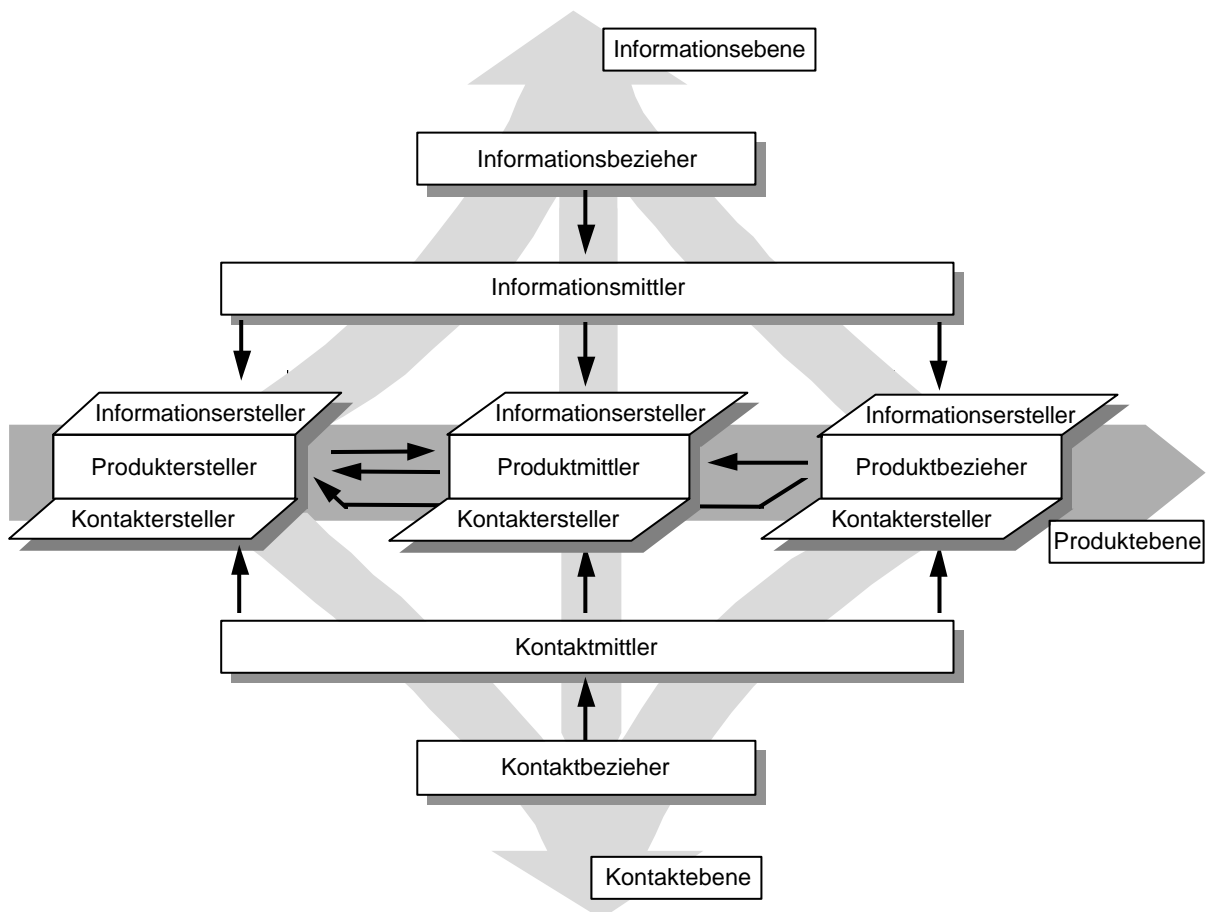 Informationsebene
Informationsbezieher
Informationsmittler
Informationsersteller
Informationsersteller
Informationsersteller
Produktersteller
Produktmittler
Produktbezieher
Kontaktersteller
Kontaktersteller
Kontaktersteller
Produktebene
Kontaktmittler
Kontaktbezieher
Kontaktebene